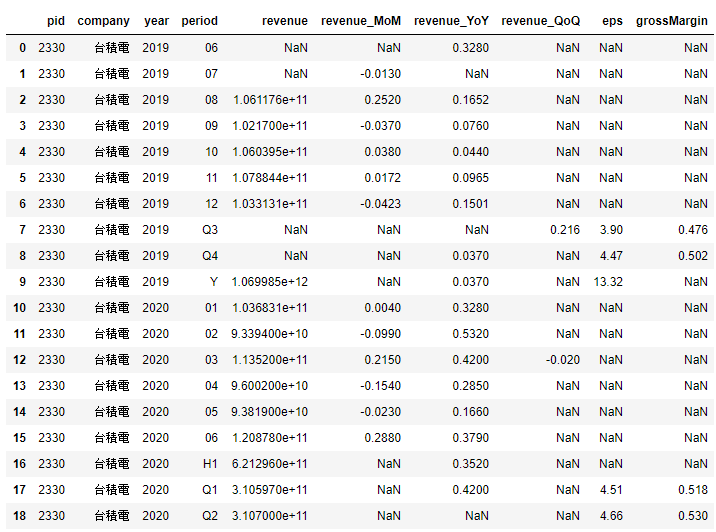 pid company year period revenue revenue_MoM revenue_YoY revenue_QoQ eps grossMargin
0 2330 台積電 2019 06 NaN NaN 0.3280 NaN NaN NaN
1 2330 台積電 2019 07 NaN -0.0130 NaN NaN NaN NaN
2 2330 台積電 2019 08 1.061176e+11 0.2520 0.1652 NaN NaN NaN
3 2330 台積電 2019 09 1.021700e+11 -0.0370 0.0760 NaN NaN NaN
4 2330 台積電 2019 10 1.060395e+11 0.0380 0.0440 NaN NaN NaN
5 2330 台積電 2019 11 1.078844e+11 0.0172 0.0965 NaN NaN NaN
6 2330 台積電 2019 12 1.033131e+11 -0.0423 0.1501 NaN NaN NaN
7 2330 台積電 2019 Q3 NaN NaN NaN 0.216 3.90 0.476
8 2330 台積電 2019 Q4 NaN NaN 0.0370 NaN 4.47 0.502
9 2330 台積電 2019 Y 1.069985e+12 NaN 0.0370 NaN 13.32 NaN
10 2330 台積電 2020 01 1.036831e+11 0.0040 0.3280 NaN NaN NaN
11 2330 台積電 2020 02 9.339400e+10 -0.0990 0.5320 NaN NaN NaN
12 2330 台積電 2020 03 1.135200e+11 0.2150 0.4200 -0.020 NaN NaN
13 2330 台積電 2020 04 9.600200e+10 -0.1540 0.2850 NaN NaN NaN
14 2330 台積電 2020 05 9.381900e+10 -0.0230 0.1660 NaN NaN NaN
15 2330 台積電 2020 06 1.208780e+11 0.2880 0.3790 NaN NaN NaN
16 2330 台積電 2020 H1 6.212960e+11 NaN 0.3520 NaN NaN NaN
17 2330 台積電 2020 Q1 3.105970e+11 NaN 0.4200 NaN 4.51 0.518
18 2330 台積電 2020 Q2 3.107000e+11 NaN NaN NaN 4.66 0.530